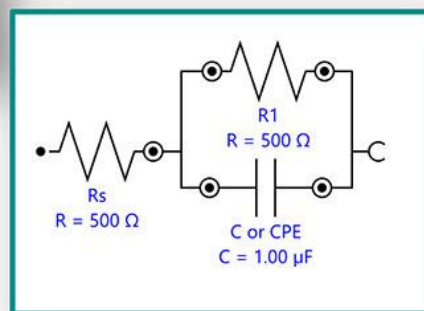 R1
R = 500 Ω
Rs
R = 500 Ω
C or CPE
C = 1.00 µF